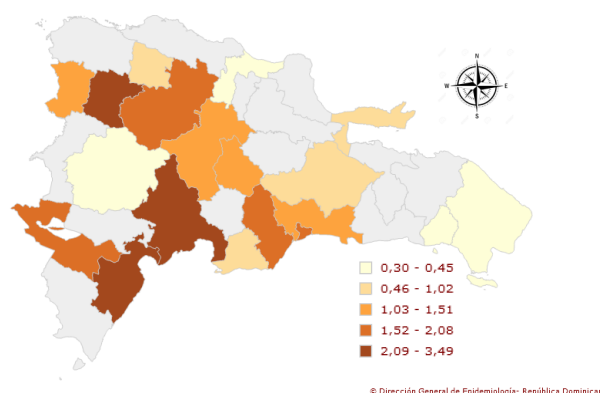 N
W E
S
0,30 - 0,45
0,46 - 1,02
1,03 - 1,51
1,52 - 2,08
2,09 - 3,49
© Dirección General de Epidemiología- República Dominican